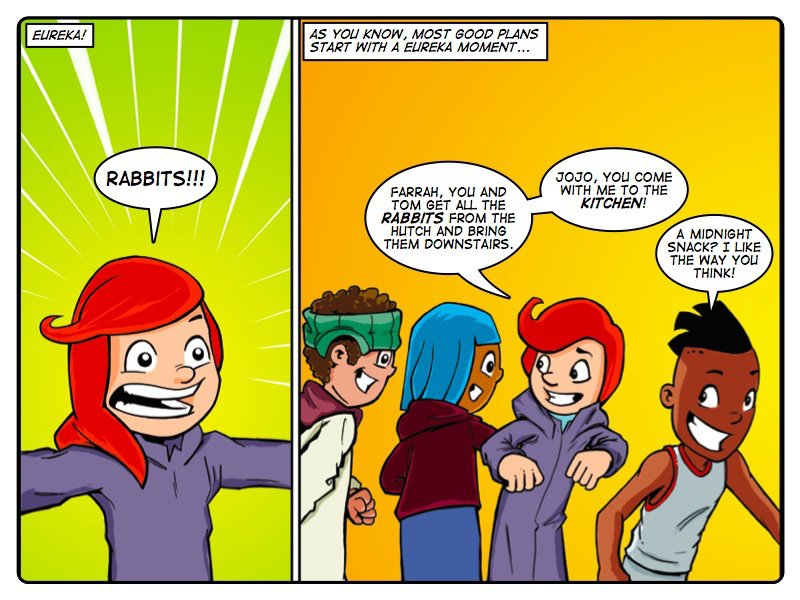 EUREKA!
RABBITS!!!
AS YOU KNOW, MOST GOOD PLANS
START WITH A EUREKA MOMENT...
FARRAH, YOU AND
TOM GET ALL THE
RABBITS FROM THE
HUTCH AND BRING
THEM DOWNSTAIRS.
JOJO, YOU COME
WITH ME TO THE
KITCHEN!
A MIDNIGHT
SNACK? I LIKE
THE WAY YOU
THINK!